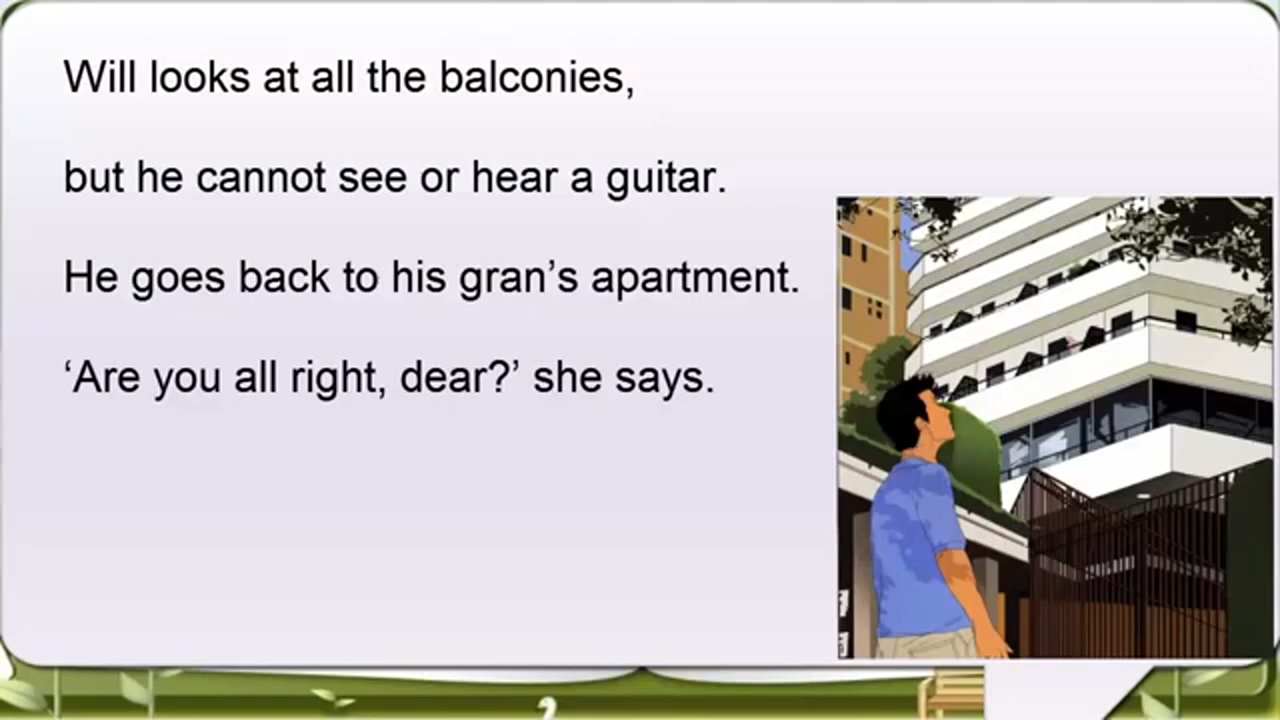 Will looks at all the balconies,
but he cannot see or hear a guitar.
He goes back to his gran’s apartment.
‘Are you all right, dear?’ she says.